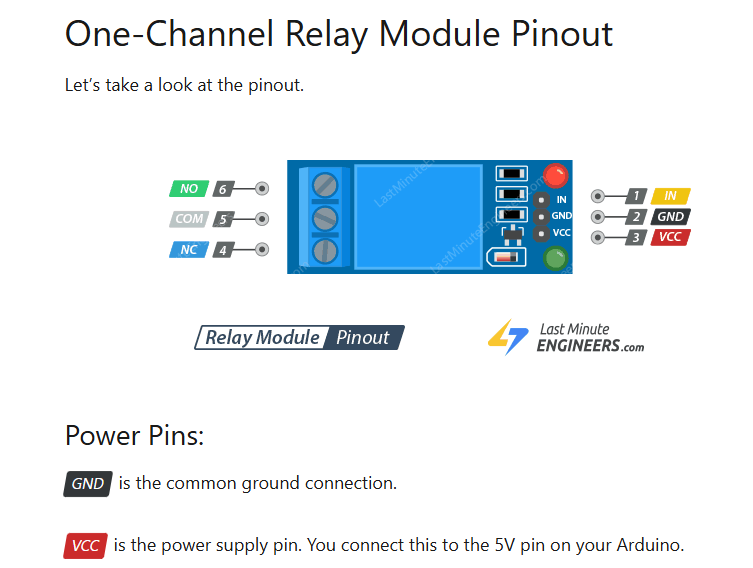 One-Channel Relay Module Pinout
Let's take a look at the pinout.
NO 6
COM 5
NC 4
IN
GND
VCC
1 IN
2 GND
3 VCC
Relay Module Pinout
Last Minute
ENGINEERS.com
Power Pins:
GND is the common ground connection.
VCC is the power supply pin. You connect this to the 5V pin on your Arduino.